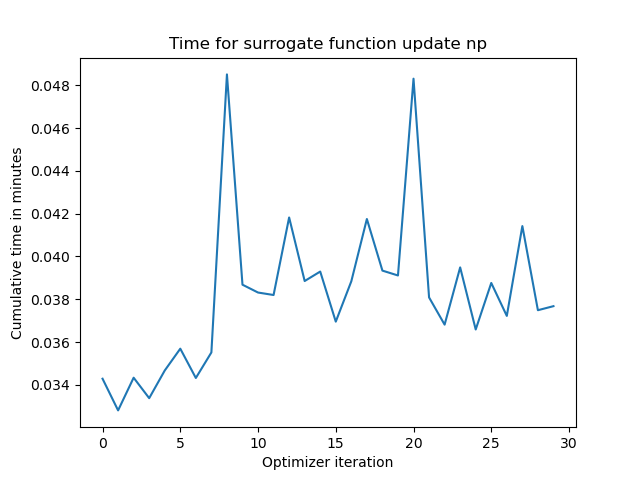 Time for surrogate function update np
Cumulative time in minutes
0.048
0.046
0.044
0.042
0.040
0.038
0.036
0.034
0 5 10 15 20 25 30
Optimizer iteration